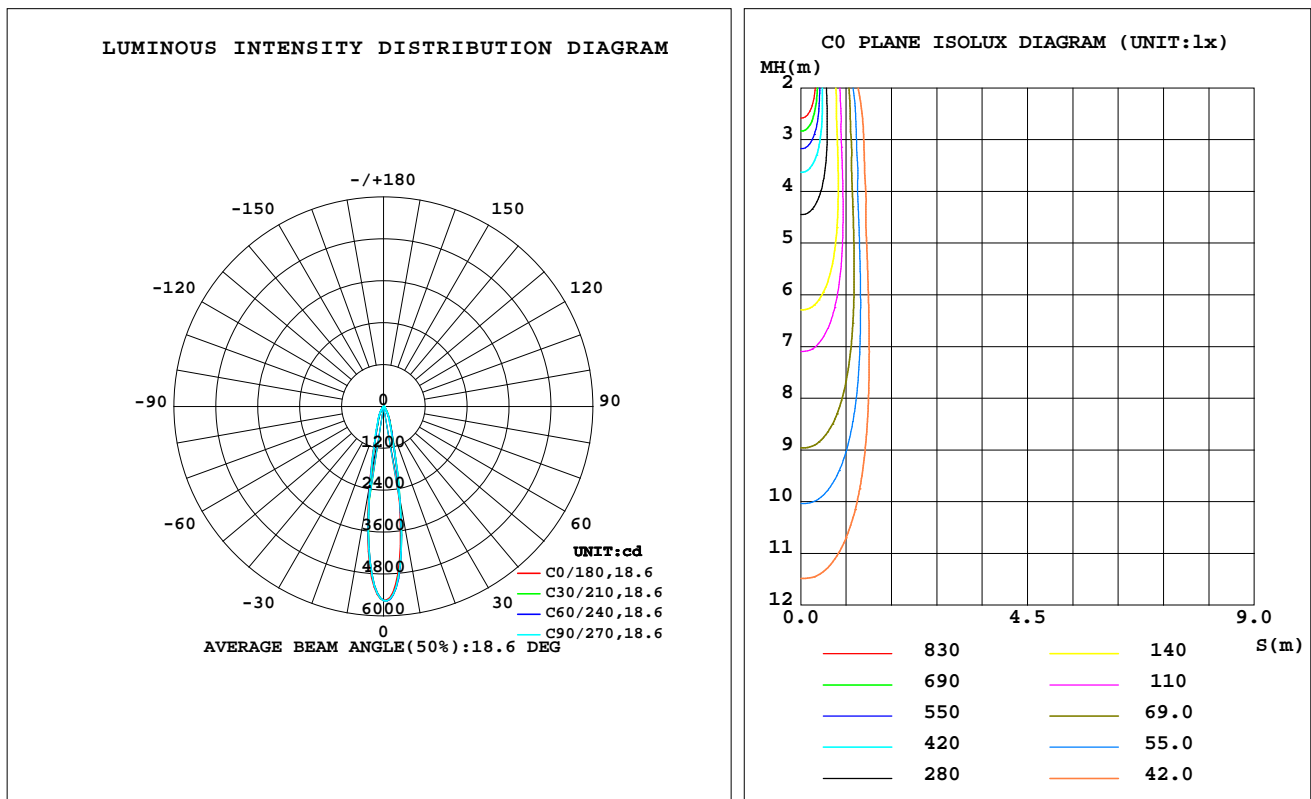 LUMINOUS INTENSITY DISTRIBUTION DIAGRAM
-/+180
-150 150
-120 120
-90 90
-60 60
-30 30
0
1200
2400
3600
4800
6000
0
UNIT:cd
C0/180,18.6
C30/210,18.6
C60/240,18.6
C90/270,18.6
AVERAGE BEAM ANGLE(50%):18.6 DEG
C0 PLANE ISOLUX DIAGRAM (UNIT:lx)
MH(m)
2
3
4
5
6
7
8
9
10
11
12
0.0 4.5 9.0
S(m)
830 140
690 110
550 69.0
420 55.0
280 42.0